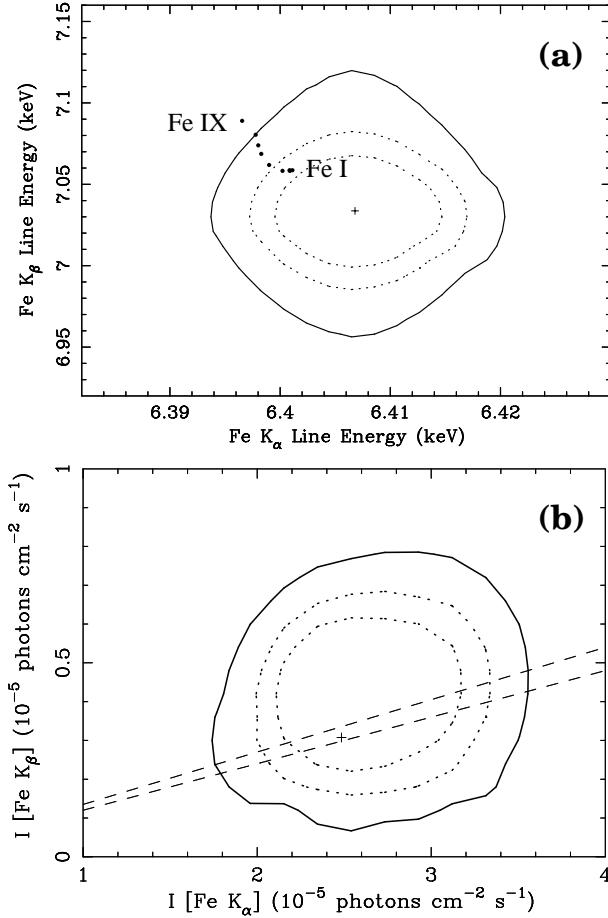 (a)
7.15
7.1
7.05
7
6.95
Fe Kβ Line Energy (keV)
Fe IX
Fe I
6.39 6.4 6.41 6.42
Fe Kα Line Energy (keV)
(b)
1
0.5
0
I [Fe Kβ] (10⁻⁵ photons cm⁻² s⁻¹)
1 2 3 4
I [Fe Kα] (10⁻⁵ photons cm⁻² s⁻¹)